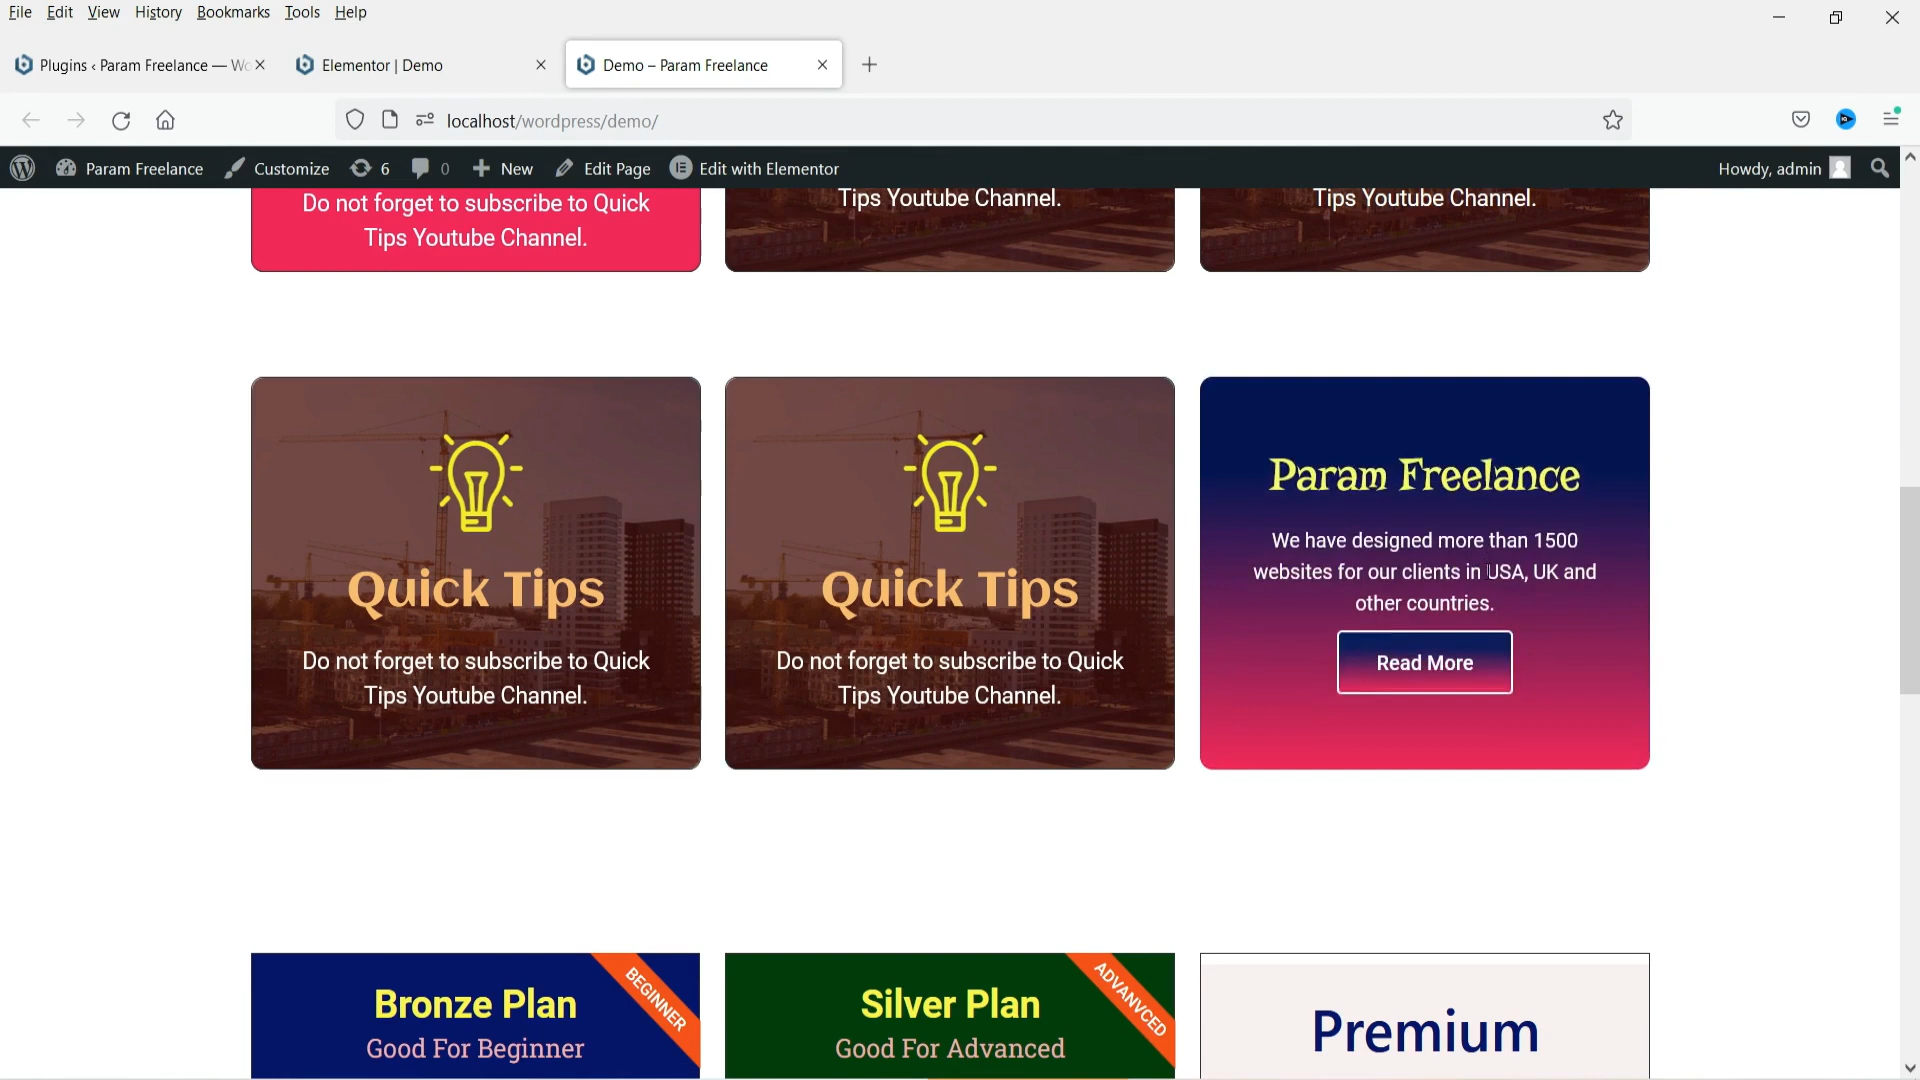 File Edit View History Bookmarks Tools Help
Plugins ‹ Param Freelance — Wo
Elementor | Demo
Demo – Param Freelance
localhost/wordpress/demo/
Param Freelance Customize 6 0 New Edit Page Edit with Elementor Howdy, admin
Do not forget to subscribe to Quick
Tips Youtube Channel.
Tips Youtube Channel.
Tips Youtube Channel.
Quick Tips
Do not forget to subscribe to Quick
Tips Youtube Channel.
Quick Tips
Do not forget to subscribe to Quick
Tips Youtube Channel.
Param Freelance
We have designed more than 1500
websites for our clients in USA, UK and
other countries.
Read More
BEGINNER
Bronze Plan
Good For Beginner
ADVANVCED
Silver Plan
Good For Advanced
Premium